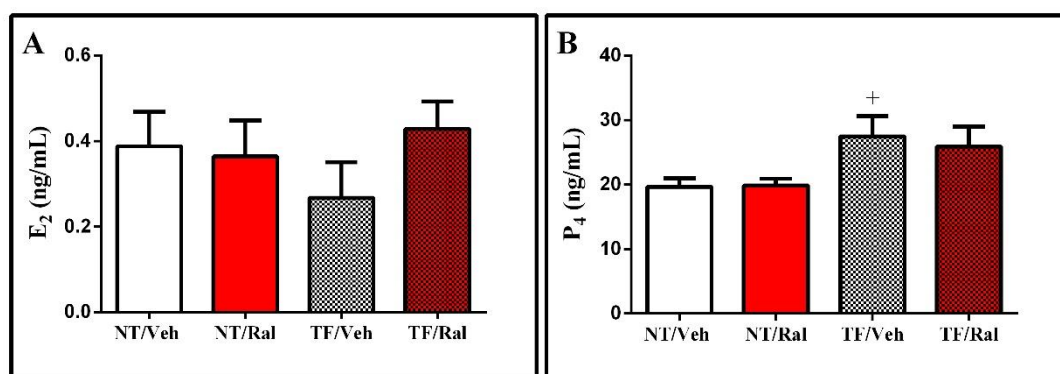 A
E₂ (ng/mL)
0.6
0.4
0.2
0.0
NT/Veh NT/Ral TF/Veh TF/Ral
B
P₄ (ng/mL)
40
30
20
10
0
+
NT/Veh NT/Ral TF/Veh TF/Ral